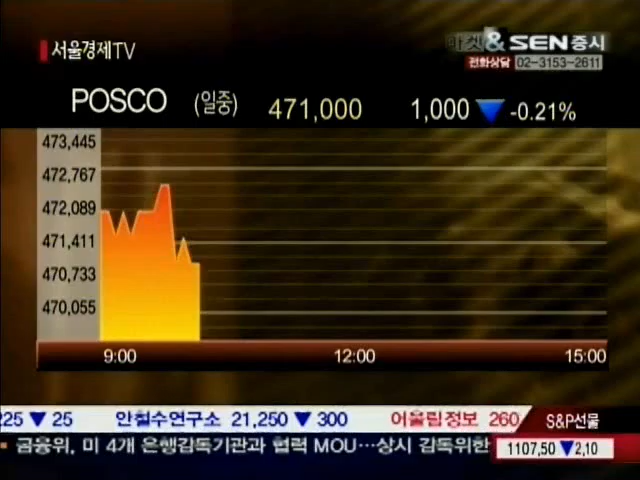 서울경제TV
마켓&SEN증시
전화상담 02-3153-2611
POSCO (일중) 471,000 1,000▼ -0.21%
473,445
472,767
472,089
471,411
470,733
470,055
9:00 12:00 15:00
225▼25 안철수연구소 21,250▼300 어울림정보 260 S&P선물
금융위, 미 4개 은행감독기관과 협력 MOU…상시 감독위한 1107,50▼2,10